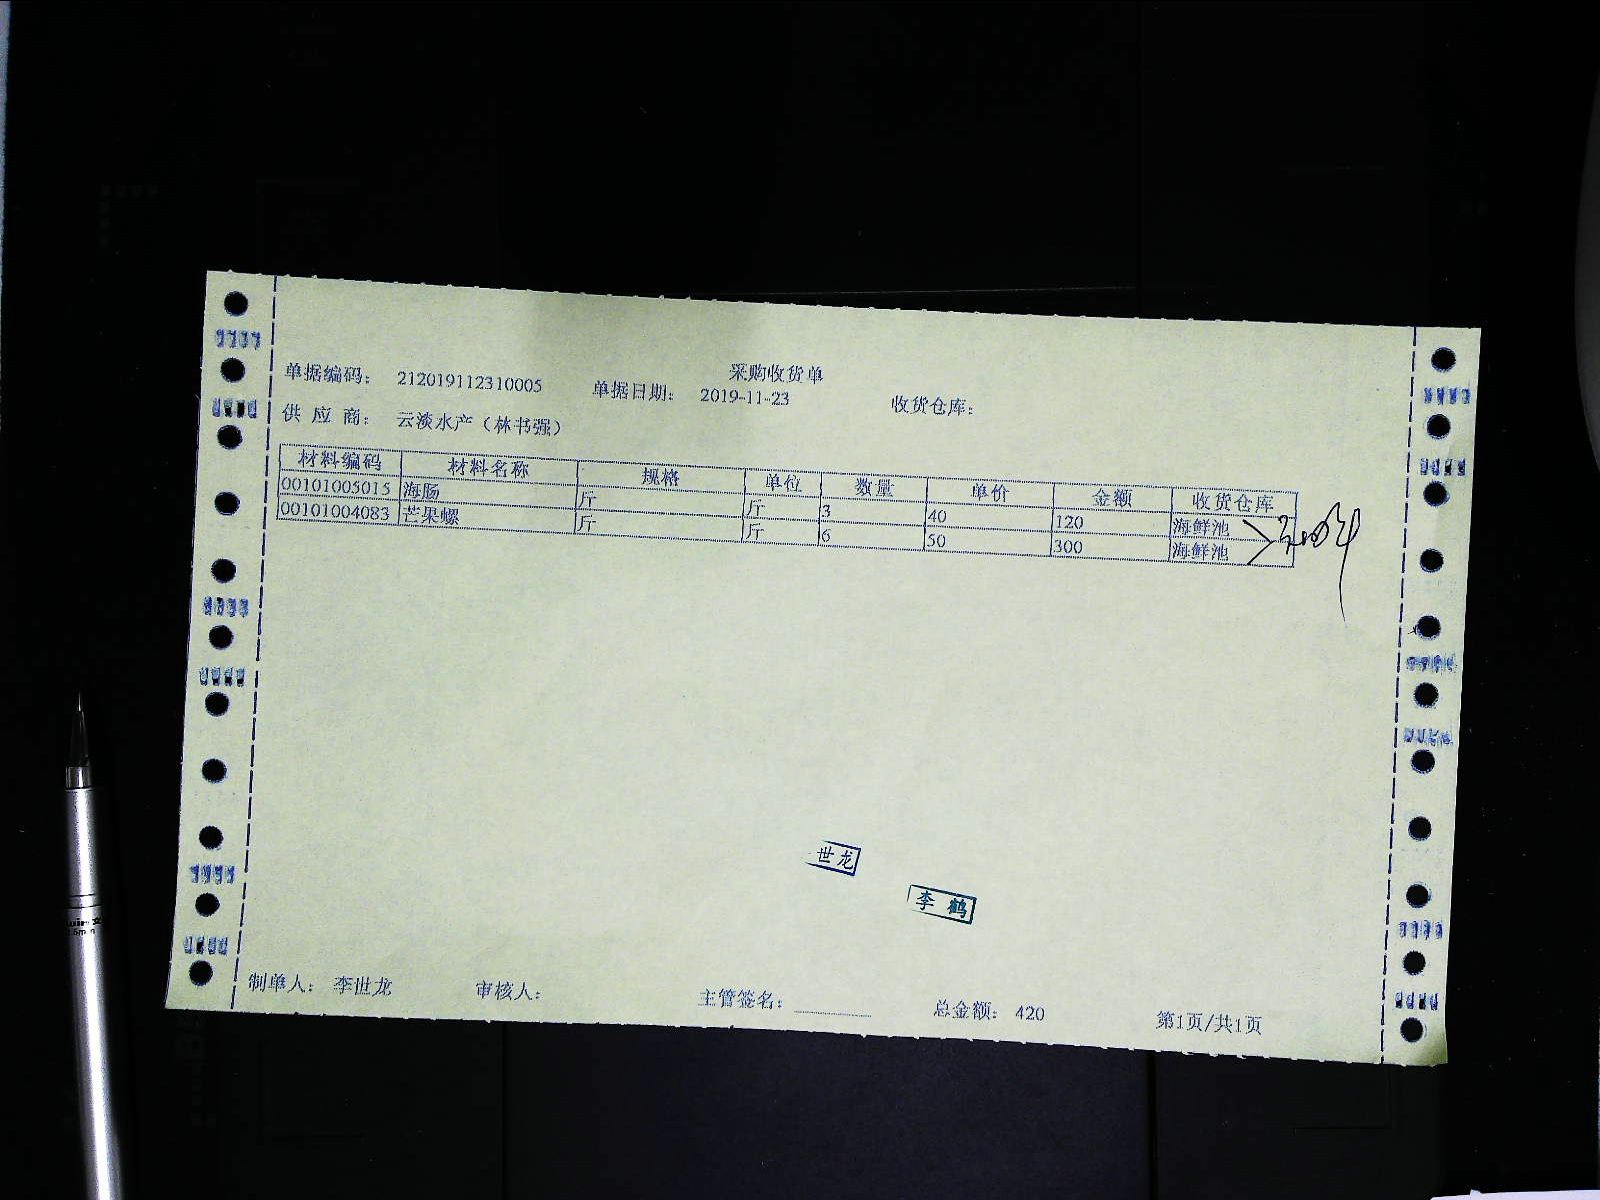 采购收货单
单据编码： 212019112310005 单据日期： 2019-11-23 收货仓库：
供 应 商： 云淡水产（林书强）
材料编码 材料名称 规格 单位 数量 单价 金额 收货仓库
00101005015 海肠 斤 斤 3 40 120 海鲜池
00101004083 芒果螺 斤 斤 6 50 300 海鲜池
世龙
李 鹤
制单人： 李世龙 审核人： 主管签名： 总金额： 420 第1页/共1页